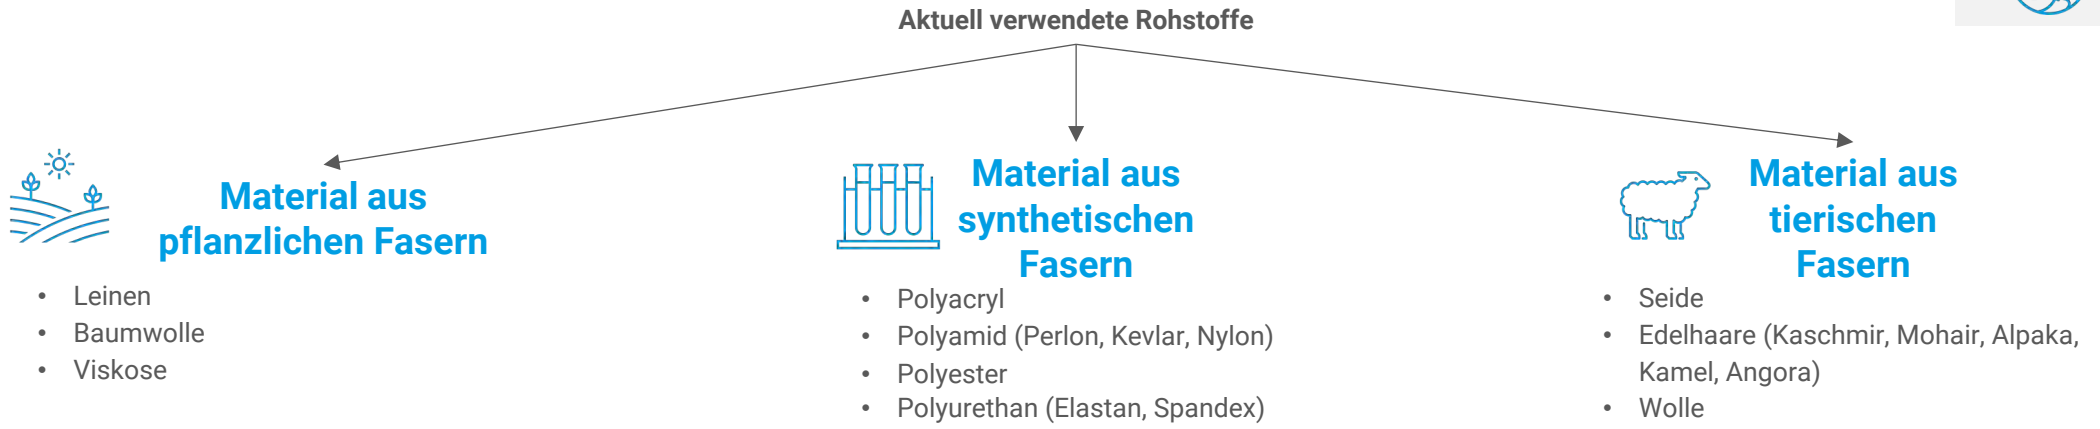 Aktuell verwendete Rohstoffe
Material aus
pflanzlichen Fasern
• Leinen
• Baumwolle
• Viskose
Material aus
synthetischen
Fasern
• Polyacryl
• Polyamid (Perlon, Kevlar, Nylon)
• Polyester
• Polyurethan (Elastan, Spandex)
Material aus
tierischen
Fasern
• Seide
• Edelhaare (Kaschmir, Mohair, Alpaka,
Kamel, Angora)
• Wolle